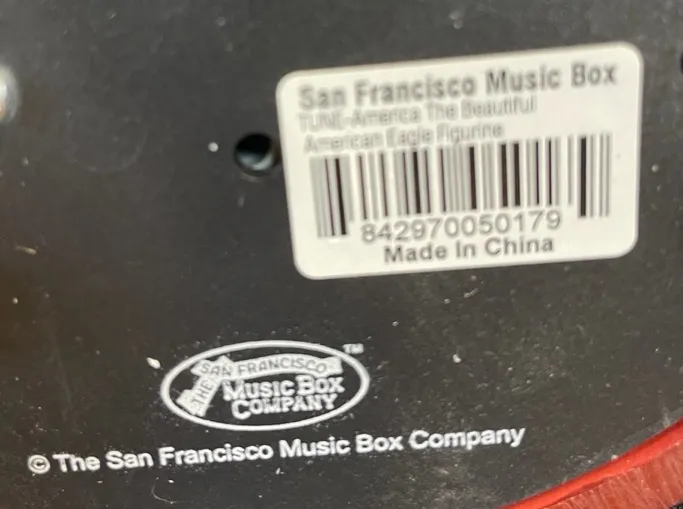 San Francisco Music Box
TUNE-America The Beautiful
American Eagle Figurine
842970050179
Made In China
THE SAN FRANCISCO
MUSIC BOX
COMPANY
TM
© The San Francisco Music Box Company